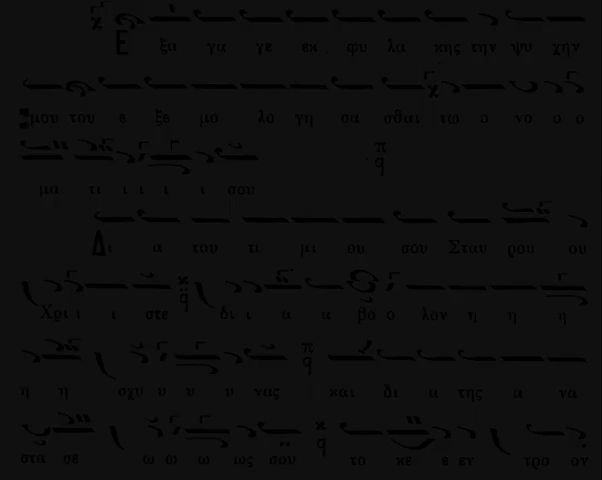 Ε ξα γα γε εκ φυ λα κης την ψυ χην
μου του ε ξε μο λο γη σα σθαι τω ο νο ο ο
μα τι ι ι ι ι σου
Δι α του τι μι ου σου Σταυ ρου ου
Χρι ι ι στε δι ι α α βο ο λον η η η
η η σχυ υ υ υ νας και δι α της α να
στα σε ω ω ω ως σου το κε ε εν τρο ον